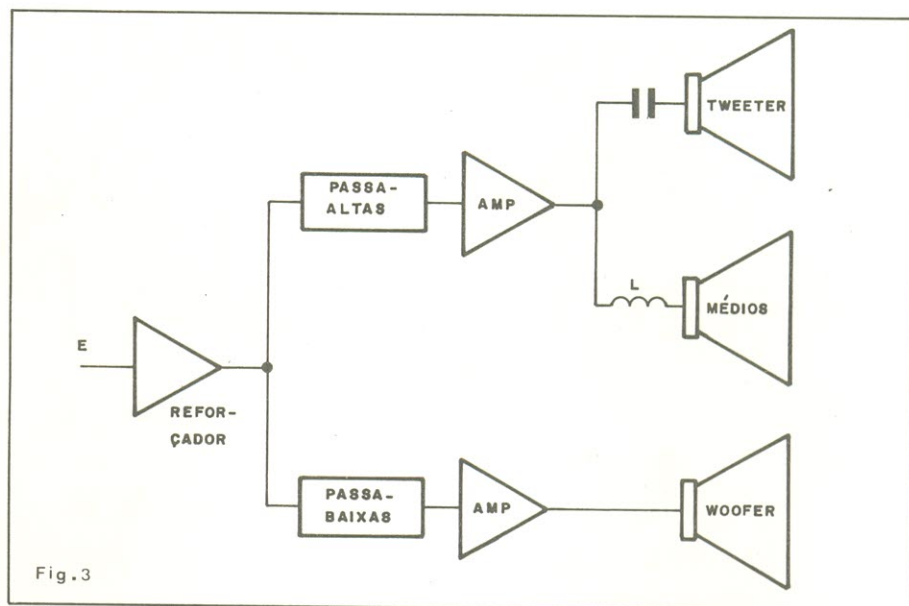 TWEETER
PASSA-
ALTAS
AMP
L
MÉDIOS
E
REFOR-
ÇADOR
PASSA-
BAIXAS
AMP
WOOFER
Fig.3